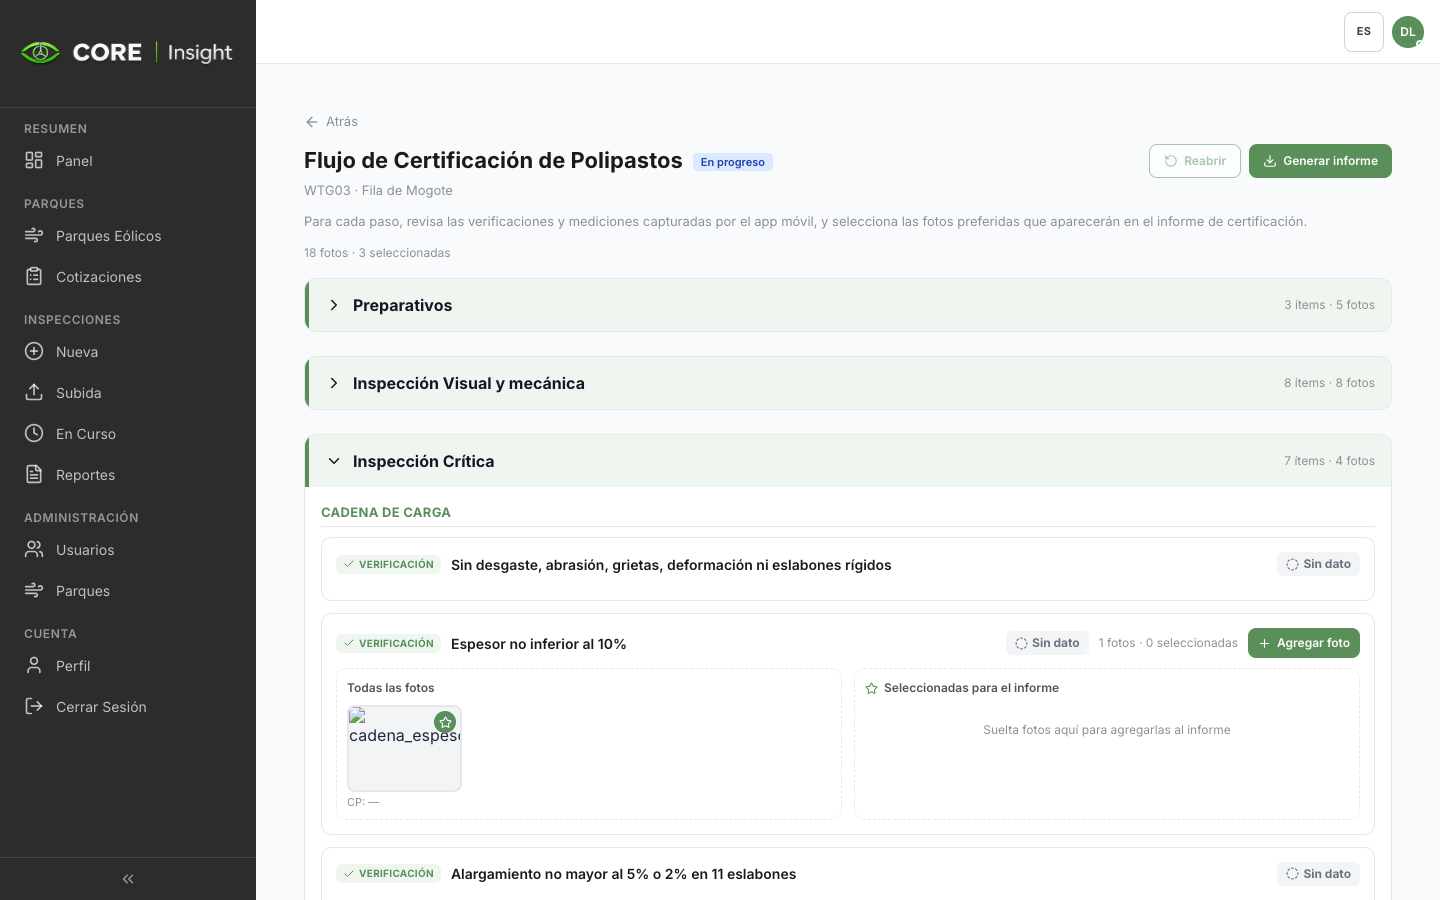 CORE | Insight
ES
DL
RESUMEN
Panel
PARQUES
Parques Eólicos
Cotizaciones
INSPECCIONES
Nueva
Subida
En Curso
Reportes
ADMINISTRACIÓN
Usuarios
Parques
CUENTA
Perfil
Cerrar Sesión
Atrás
Flujo de Certificación de Polipastos
En progreso
Reabrir
Generar informe
WTG03 · Fila de Mogote
Para cada paso, revisa las verificaciones y mediciones capturadas por el app móvil, y selecciona las fotos preferidas que aparecerán en el informe de certificación.
18 fotos · 3 seleccionadas
Preparativos
3 ítems · 5 fotos
Inspección Visual y mecánica
8 ítems · 8 fotos
Inspección Crítica
7 ítems · 4 fotos
CADENA DE CARGA
VERIFICACIÓN
Sin desgaste, abrasión, grietas, deformación ni eslabones rígidos
Sin dato
VERIFICACIÓN
Espesor no inferior al 10%
Sin dato
1 fotos · 0 seleccionadas
Agregar foto
Todas las fotos
cadena_espeso
CP: —
Seleccionadas para el informe
Suelta fotos aquí para agregarlas al informe
VERIFICACIÓN
Alargamiento no mayor al 5% o 2% en 11 eslabones
Sin dato